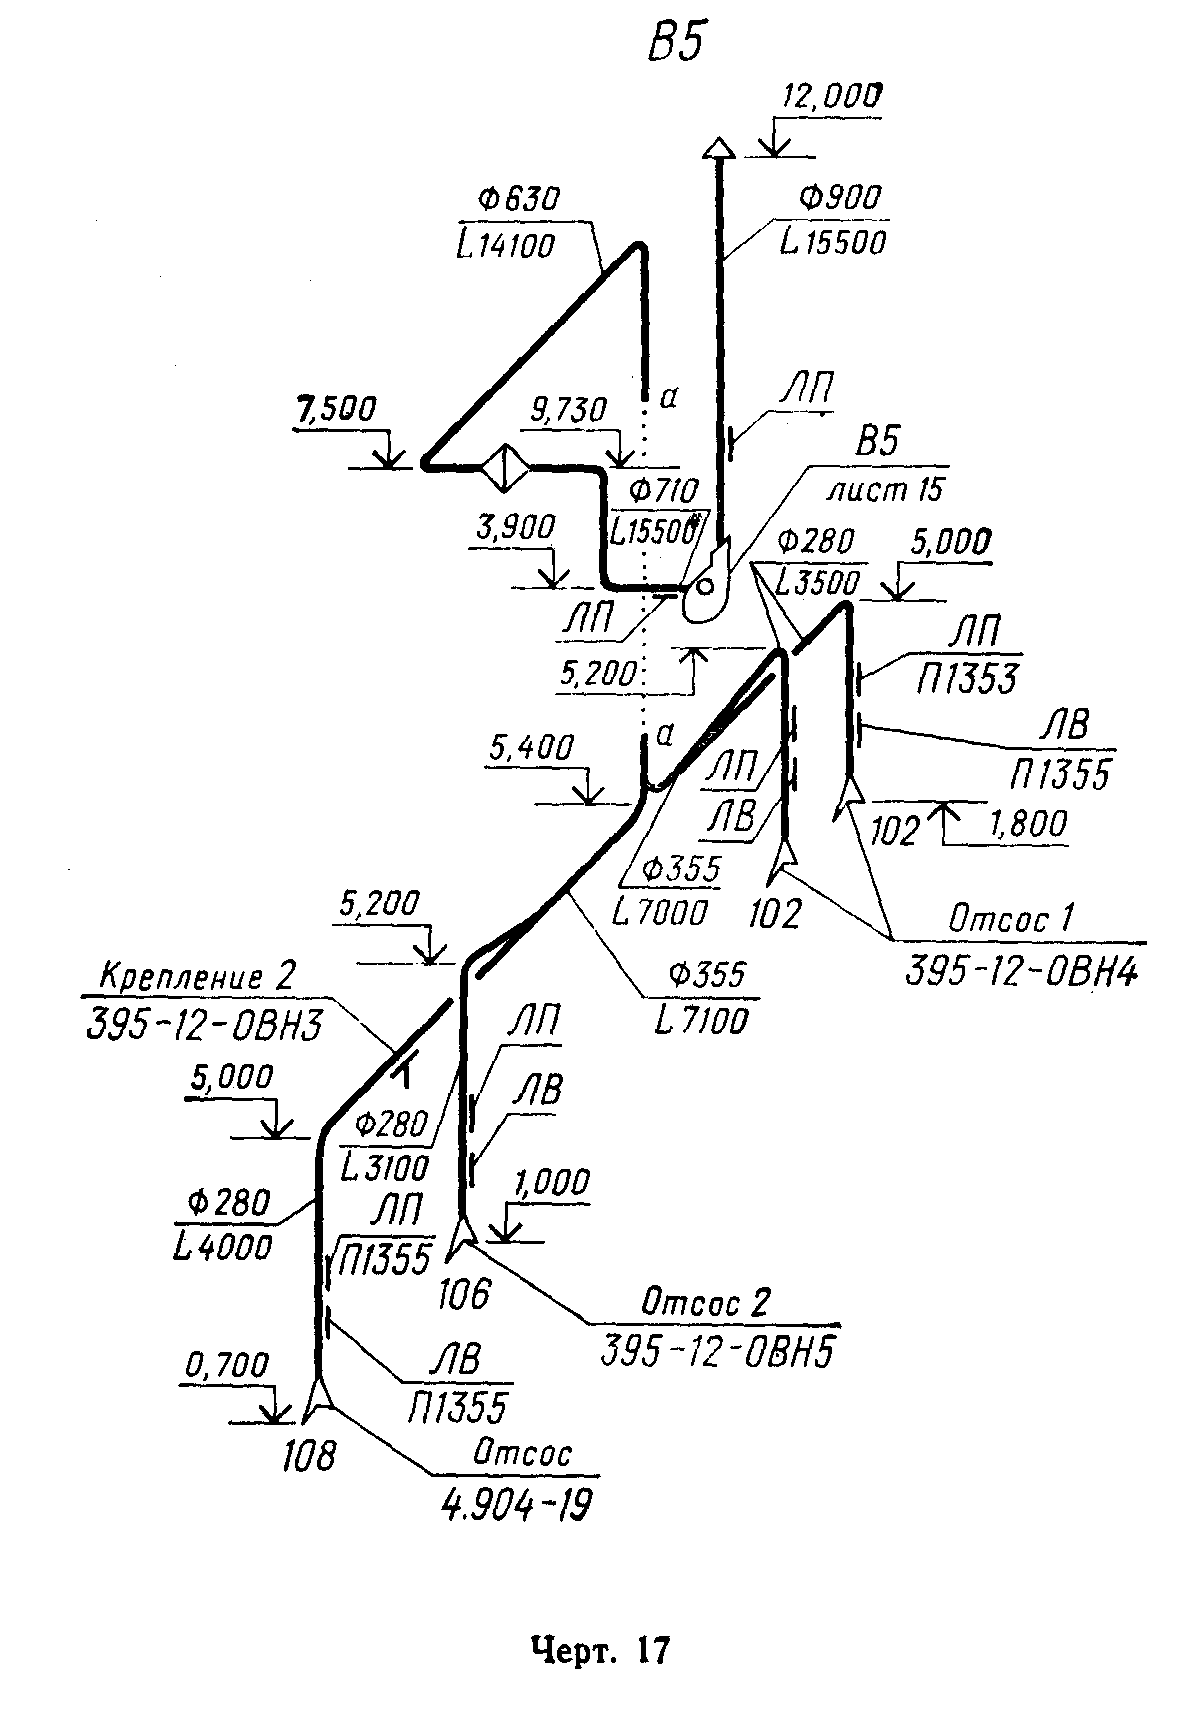 В5
12,000
Ф630
L14100
Ф900
L15500
7,500
9,730
а
ЛП
В5
лист 15
Ф710
L15500
3,900
ЛП
Ф280
L3500
5,000
5,200
ЛП
П1353
ЛВ
П1355
5,400
а
ЛП
ЛВ
102
1,800
Ф355
L7000
102
Отсос 1
395-12-ОВН4
5,200
Ф355
L7100
Крепление 2
395-12-ОВН3
5,000
ЛП
ЛВ
Ф280
L3100
1,000
Ф280
L4000
ЛП
П1355
106
Отсос 2
395-12-ОВН5
0,700
ЛВ
П1355
108
Отсос
4.904-19
Черт. 17